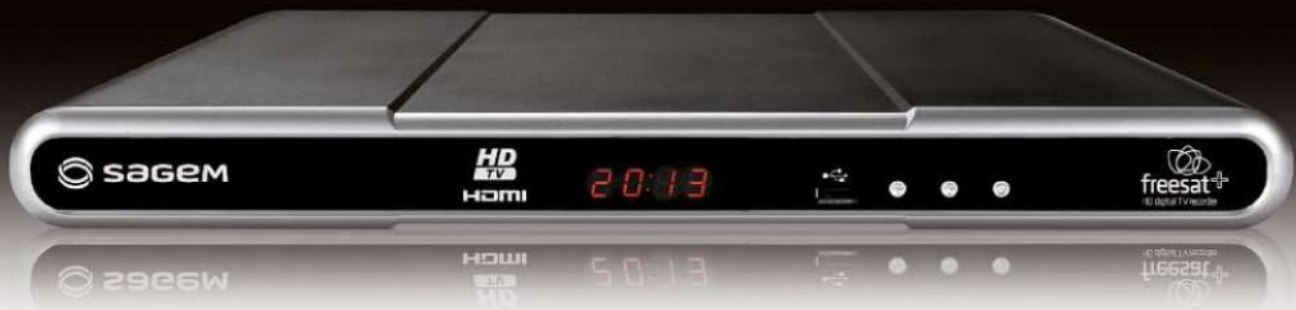 sagem
HD
TV
HDMI
20:13
freesat+
HD digital TV recorder